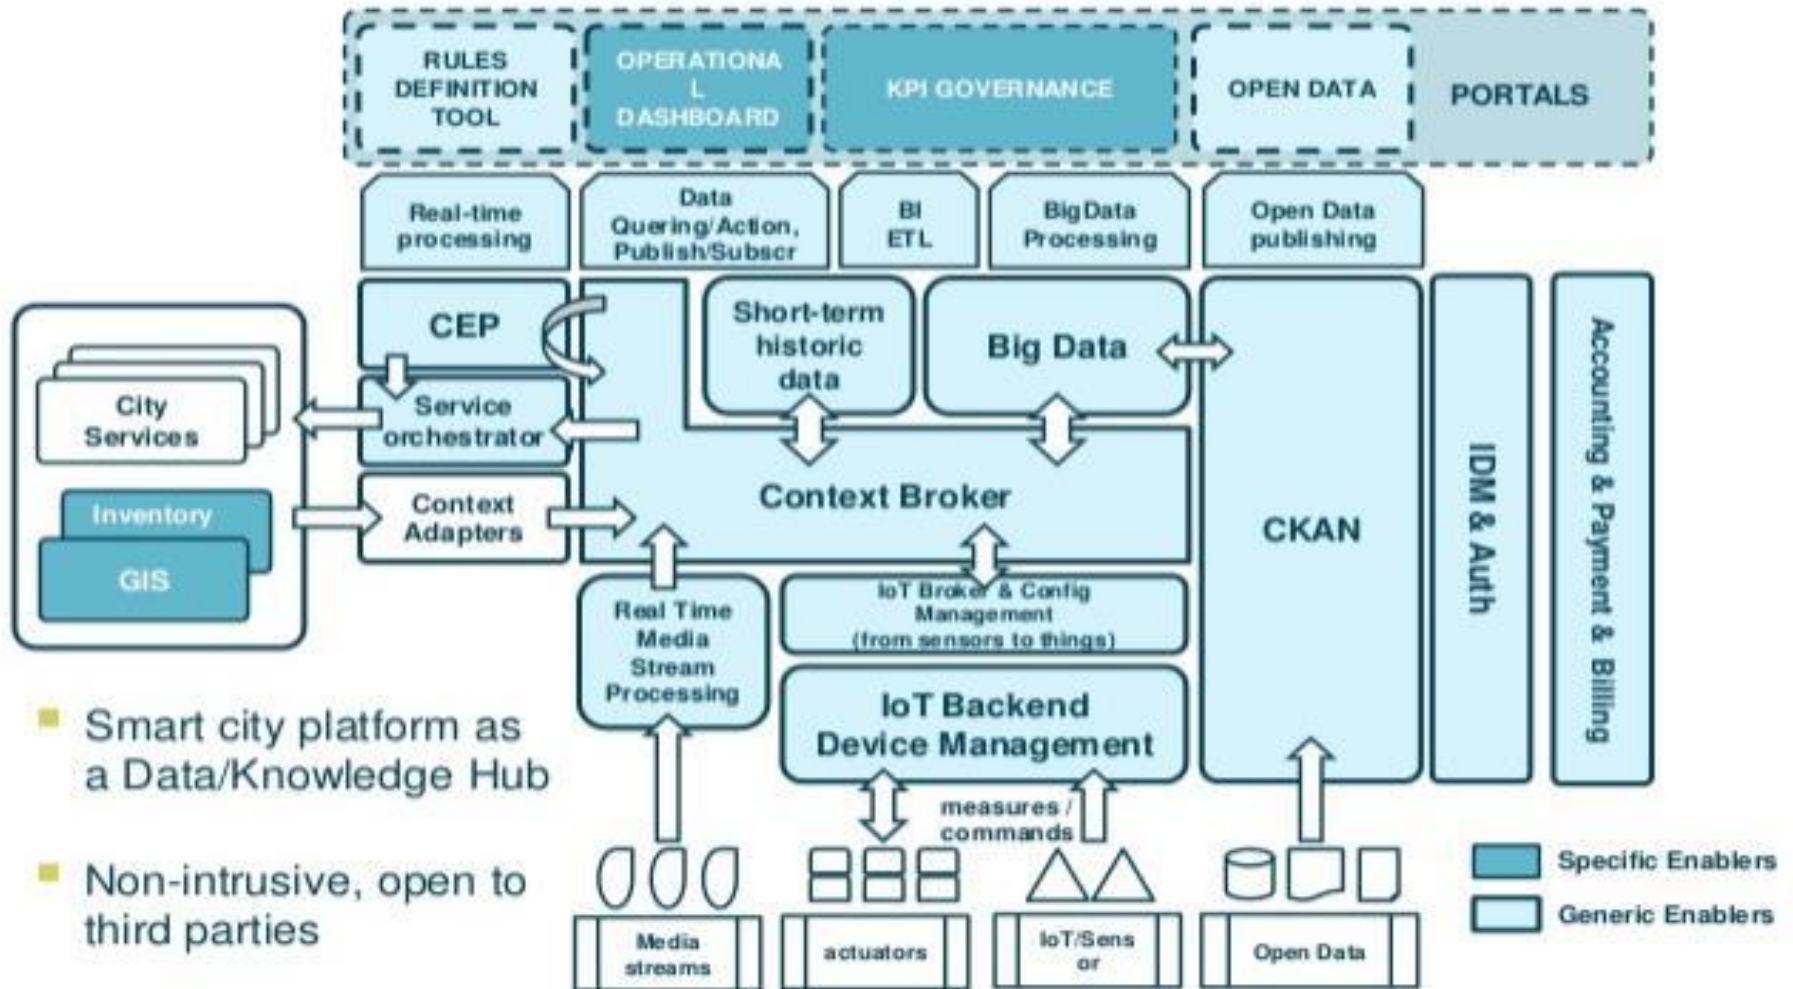 RULES
DEFINITION
TOOL
OPERATIONA
L
DASHBOARD
KPI GOVERNANCE
OPEN DATA
PORTALS
Real-time
processing
Data
Quering/Action,
Publish/Subscr
BI
ETL
BigData
Processing
Open Data
publishing
CEP
Short-term
historic
data
Big Data
City
Services
Service
orchestrator
Inventory
GIS
Context
Adapters
Context Broker
CKAN
IDM & Auth
Accounting & Payment & Billing
Real Time
Media
Stream
Processing
IoT Broker & Config
Management
(from sensors to things)
IoT Backend
Device Management
measures /
commands
Smart city platform as
a Data/Knowledge Hub
Non-intrusive, open to
third parties
Media
streams
actuators
IoT/Sens
or
Open Data
Specific Enablers
Generic Enablers